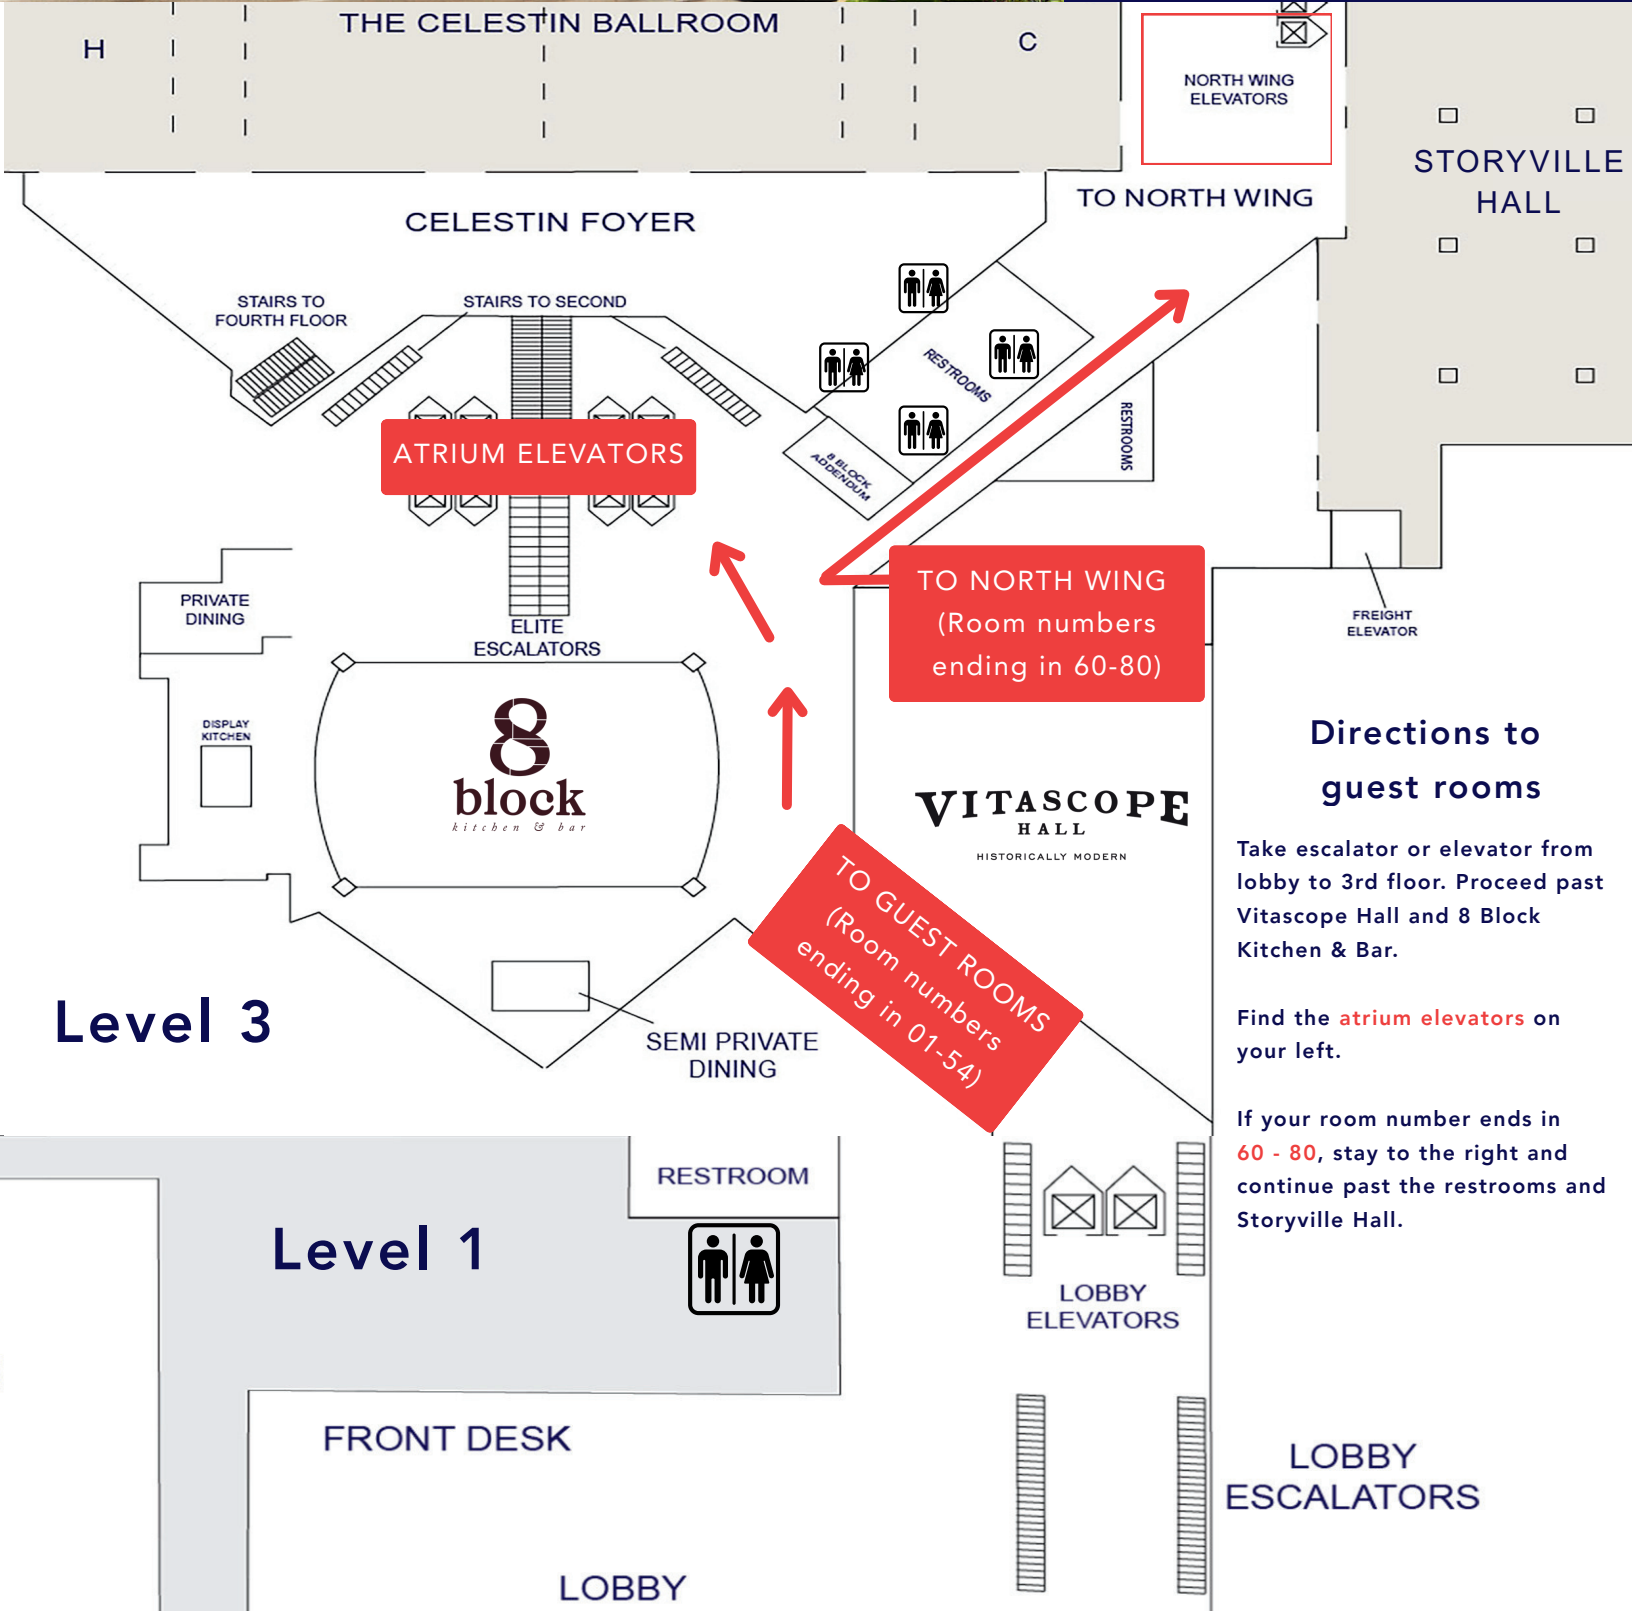 THE CELESTIN BALLROOM
H
C
NORTH WING
ELEVATORS
STORYVILLE
HALL
TO NORTH WING
CELESTIN FOYER
STAIRS TO
FOURTH FLOOR
STAIRS TO SECOND
RESTROOMS
RESTROOMS
8 BLOCK
ADDENDUM
ATRIUM ELEVATORS
TO NORTH WING
(Room numbers
ending in 60-80)
PRIVATE
DINING
ELITE
ESCALATORS
FREIGHT
ELEVATOR
DISPLAY
KITCHEN
8
block
kitchen & bar
VITASCOPE
HALL
HISTORICALLY MODERN
TO GUEST ROOMS
(Room numbers
ending in 01-54)
Directions to
guest rooms
Take escalator or elevator from
lobby to 3rd floor. Proceed past
Vitascope Hall and 8 Block
Kitchen & Bar.
Find the atrium elevators on
your left.
If your room number ends in
60 - 80, stay to the right and
continue past the restrooms and
Storyville Hall.
Level 3
SEMI PRIVATE
DINING
RESTROOM
Level 1
LOBBY
ELEVATORS
FRONT DESK
LOBBY
ESCALATORS
LOBBY